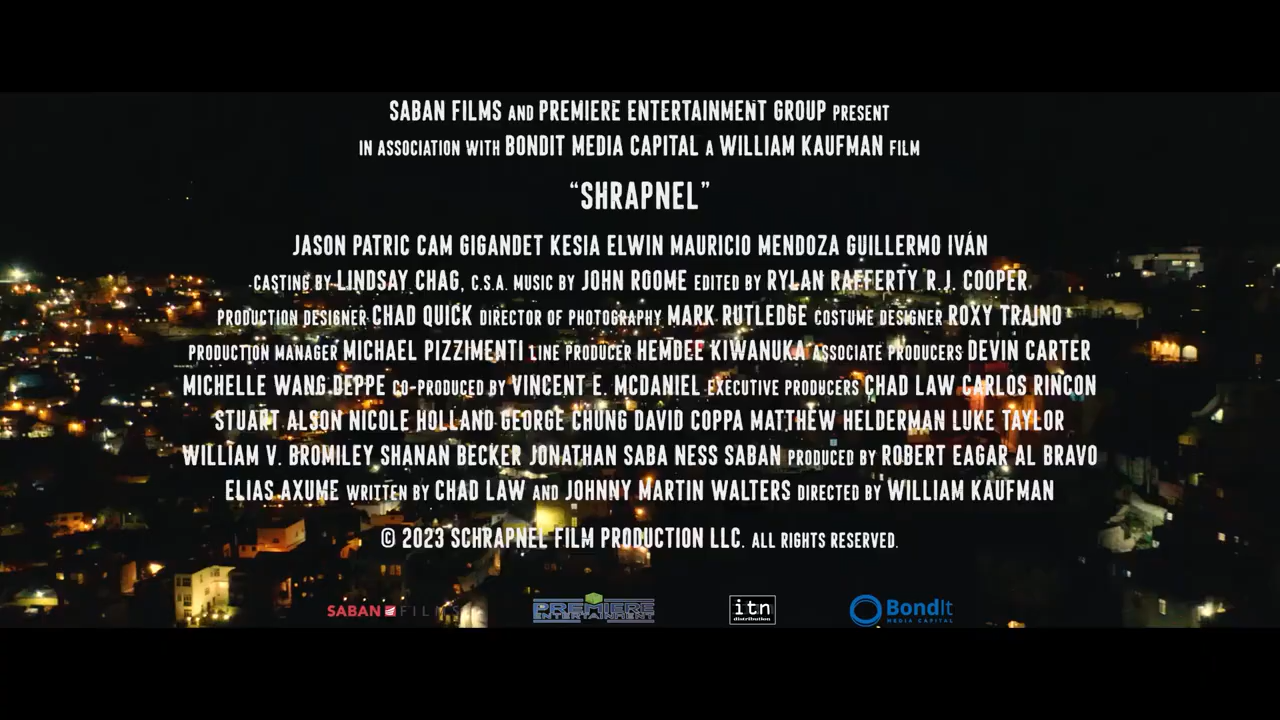 SABAN FILMS AND PREMIERE ENTERTAINMENT GROUP PRESENT
IN ASSOCIATION WITH BONDIT MEDIA CAPITAL A WILLIAM KAUFMAN FILM
“SHRAPNEL”
JASON PATRIC CAM GIGANDET KESIA ELWIN MAURICIO MENDOZA GUILLERMO IVÁN
CASTING BY LINDSAY CHAG, C.S.A. MUSIC BY JOHN ROOME EDITED BY RYLAN RAFFERTY R.J. COOPER
PRODUCTION DESIGNER CHAD QUICK DIRECTOR OF PHOTOGRAPHY MARK RUTLEDGE COSTUME DESIGNER ROXY TRAINO
PRODUCTION MANAGER MICHAEL PIZZIMENTI LINE PRODUCER HEMDEE KIWANUKA ASSOCIATE PRODUCERS DEVIN CARTER
MICHELLE WANG DEPPE CO-PRODUCED BY VINCENT E. MCDANIEL EXECUTIVE PRODUCERS CHAD LAW CARLOS RINCON
STUART ALSON NICOLE HOLLAND GEORGE CHUNG DAVID COPPA MATTHEW HELDERMAN LUKE TAYLOR
WILLIAM V. BROMILEY SHANAN BECKER JONATHAN SABA NESS SABAN PRODUCED BY ROBERT EAGAR AL BRAVO
ELIAS AXUME WRITTEN BY CHAD LAW AND JOHNNY MARTIN WALTERS DIRECTED BY WILLIAM KAUFMAN
© 2023 SCHRAPNEL FILM PRODUCTION LLC. ALL RIGHTS RESERVED.
SABAN FILMS
PREMIERE ENTERTAINMENT
itn distribution
BondIt MEDIA CAPITAL